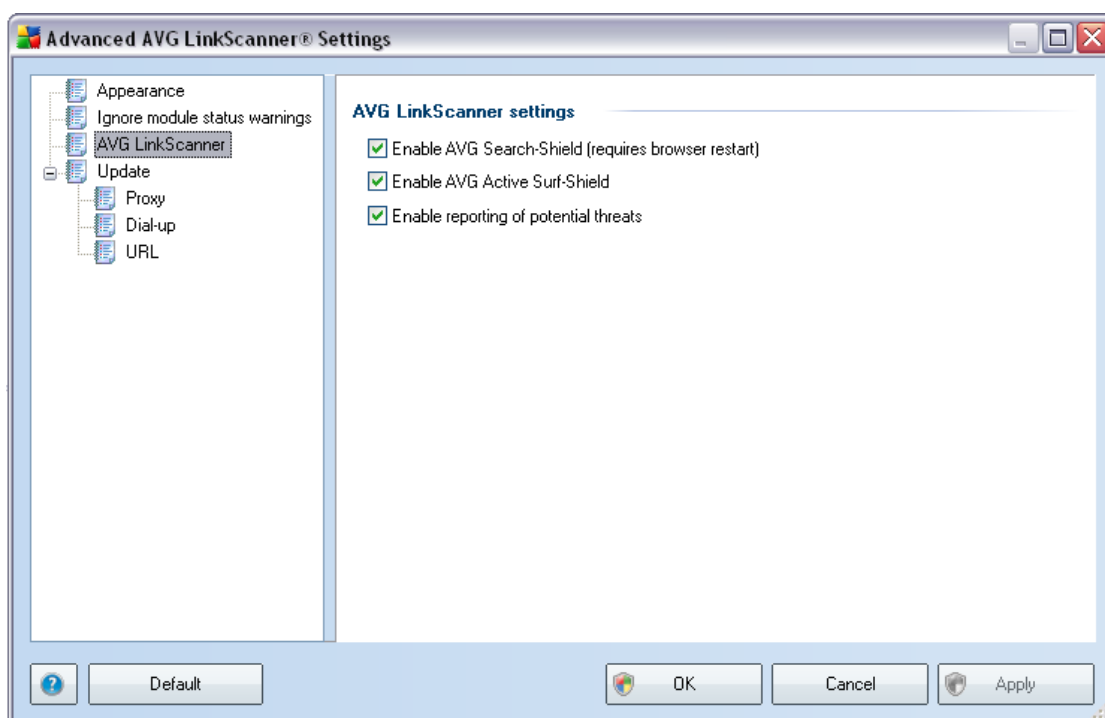 Advanced AVG LinkScanner® Settings
Appearance
Ignore module status warnings
AVG LinkScanner
Update
Proxy
Dial-up
URL
AVG LinkScanner settings
Enable AVG Search-Shield (requires browser restart)
Enable AVG Active Surf-Shield
Enable reporting of potential threats
Default
OK
Cancel
Apply